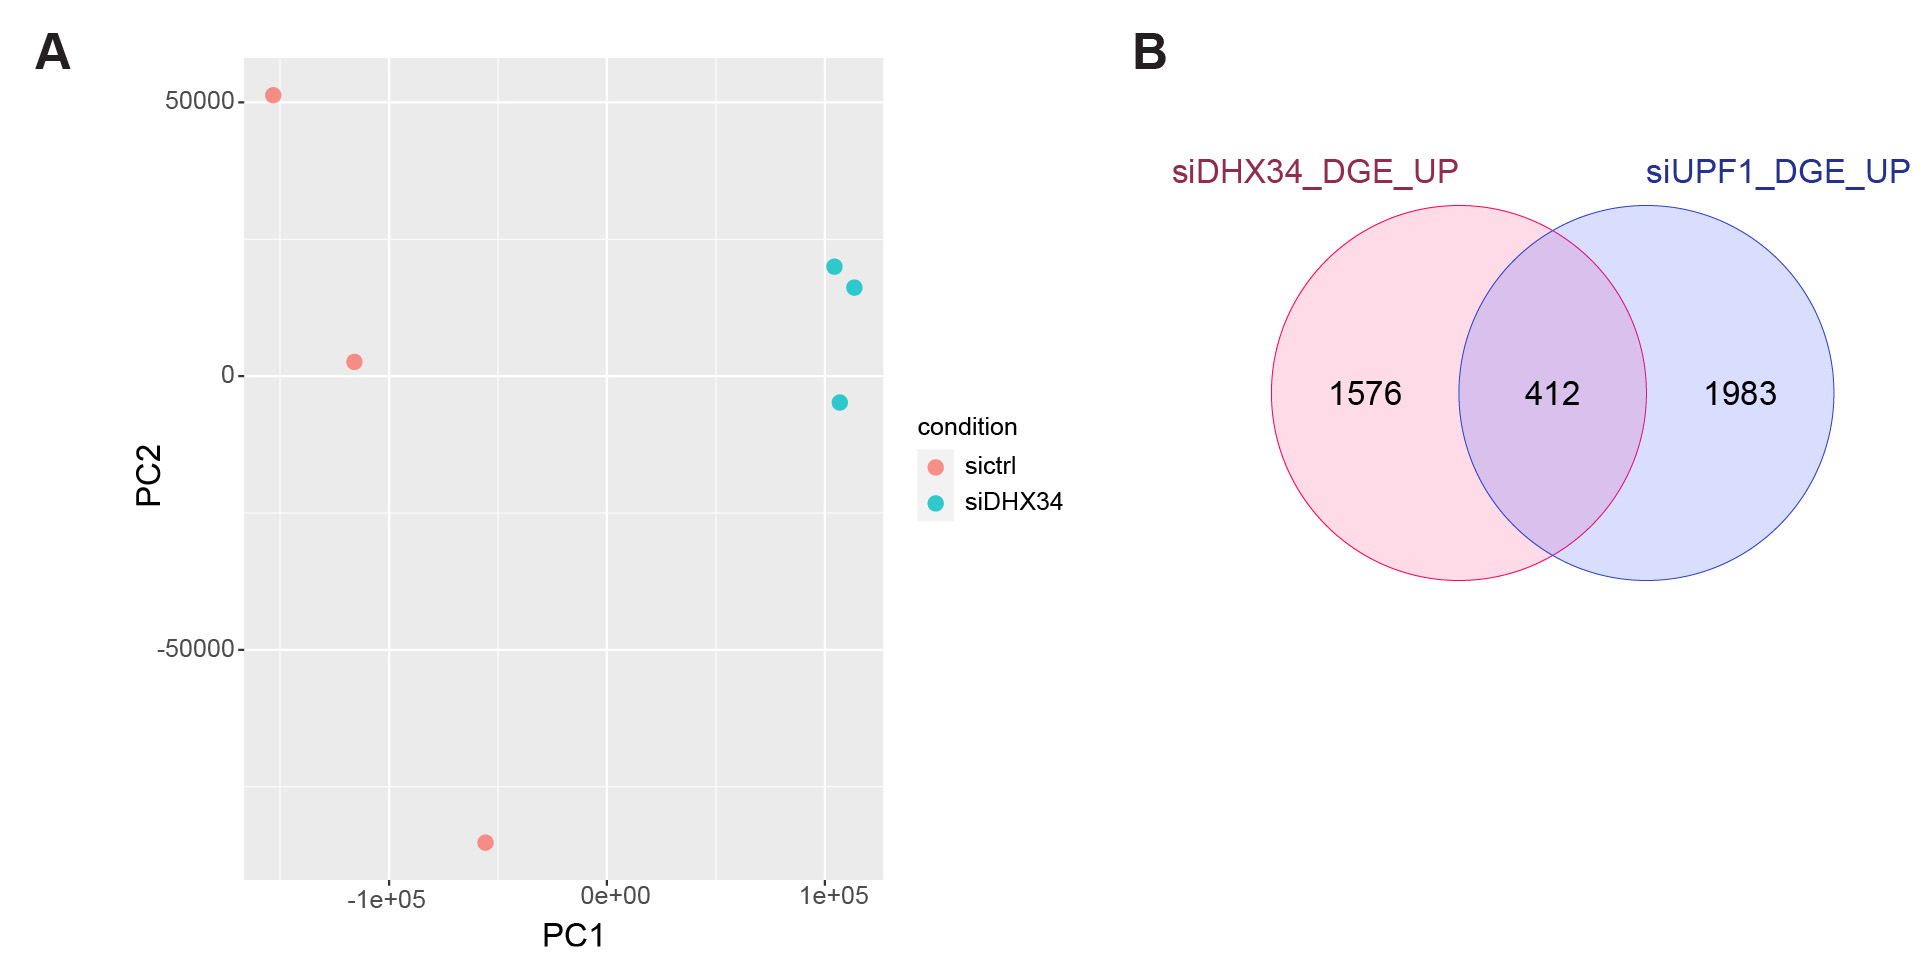 A
50000
0
-50000
PC2
-1e+05
0e+00
1e+05
PC1
condition
sictrl
siDHX34
B
siDHX34_DGE_UP
siUPF1_DGE_UP
1576
412
1983